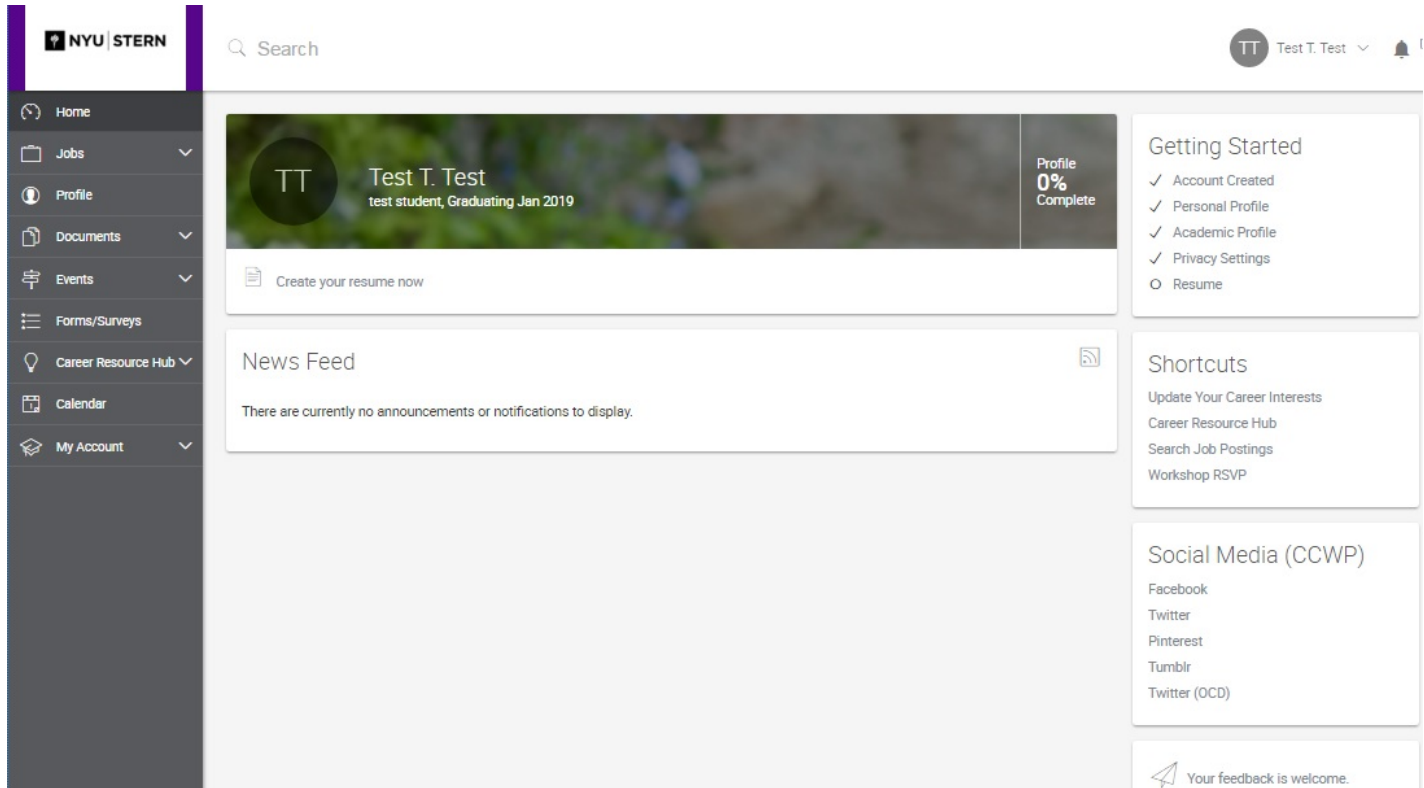 NYU STERN
Search
TT
Test T. Test
Home
Jobs
Profile
Documents
Events
Forms/Surveys
Career Resource Hub
Calendar
My Account
TT
Test T. Test
test student, Graduating Jan 2019
Profile
0%
Complete
Create your resume now
News Feed
There are currently no announcements or notifications to display.
Getting Started
Account Created
Personal Profile
Academic Profile
Privacy Settings
Resume
Shortcuts
Update Your Career Interests
Career Resource Hub
Search Job Postings
Workshop RSVP
Social Media (CCWP)
Facebook
Twitter
Pinterest
Tumblr
Twitter (OCD)
Your feedback is welcome.